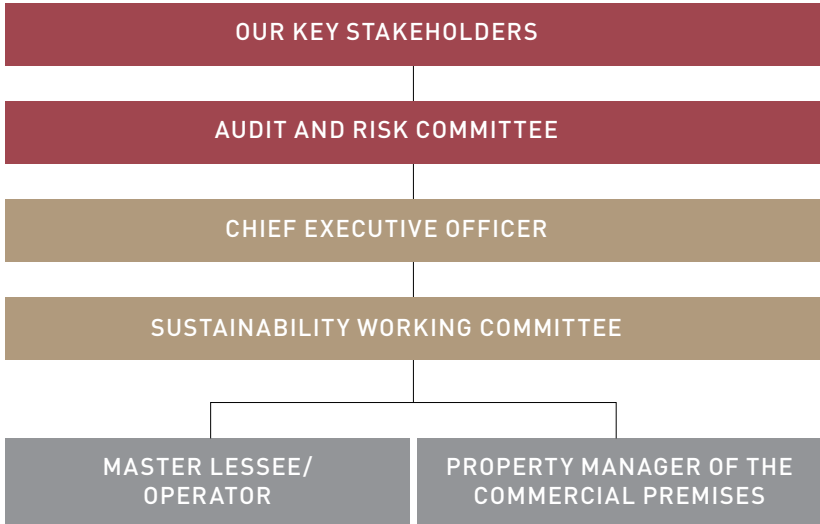 OUR KEY STAKEHOLDERS
AUDIT AND RISK COMMITTEE
CHIEF EXECUTIVE OFFICER
SUSTAINABILITY WORKING COMMITTEE
MASTER LESSEE/
OPERATOR
PROPERTY MANAGER OF THE
COMMERCIAL PREMISES